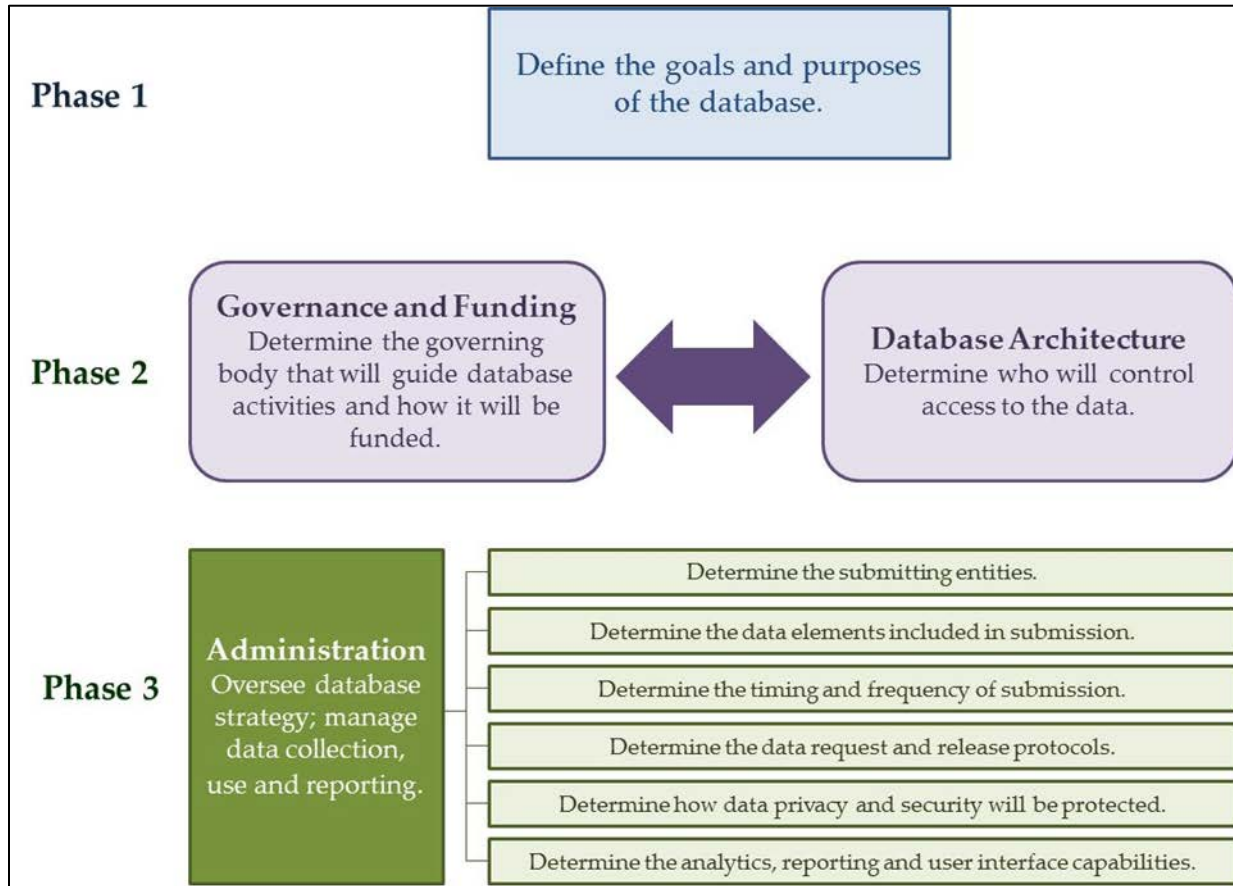 Phase 1
Define the goals and purposes
of the database.
Phase 2
Governance and Funding
Determine the governing
body that will guide database
activities and how it will be
funded.
Database Architecture
Determine who will control
access to the data.
Phase 3
Administration
Oversee database
strategy; manage
data collection,
use and reporting.
Determine the submitting entities.
Determine the data elements included in submission.
Determine the timing and frequency of submission.
Determine the data request and release protocols.
Determine how data privacy and security will be protected.
Determine the analytics, reporting and user interface capabilities.